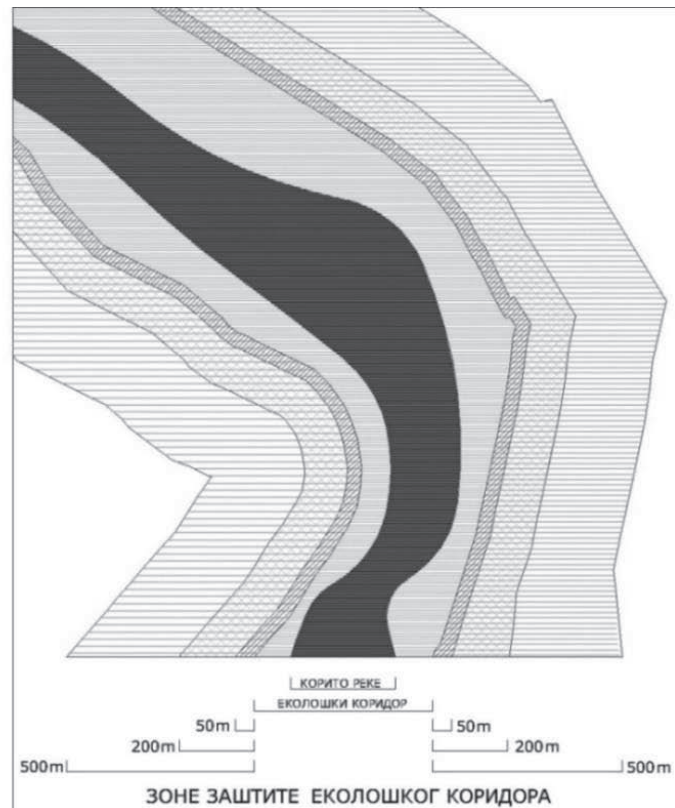 КОРИТО РЕКЕ
ЕКОЛОШКИ КОРИДОР
50m 50m
200m 200m
500m 500m
ЗОНЕ ЗАШТИТЕ ЕКОЛОШКОГ КОРИДОРА